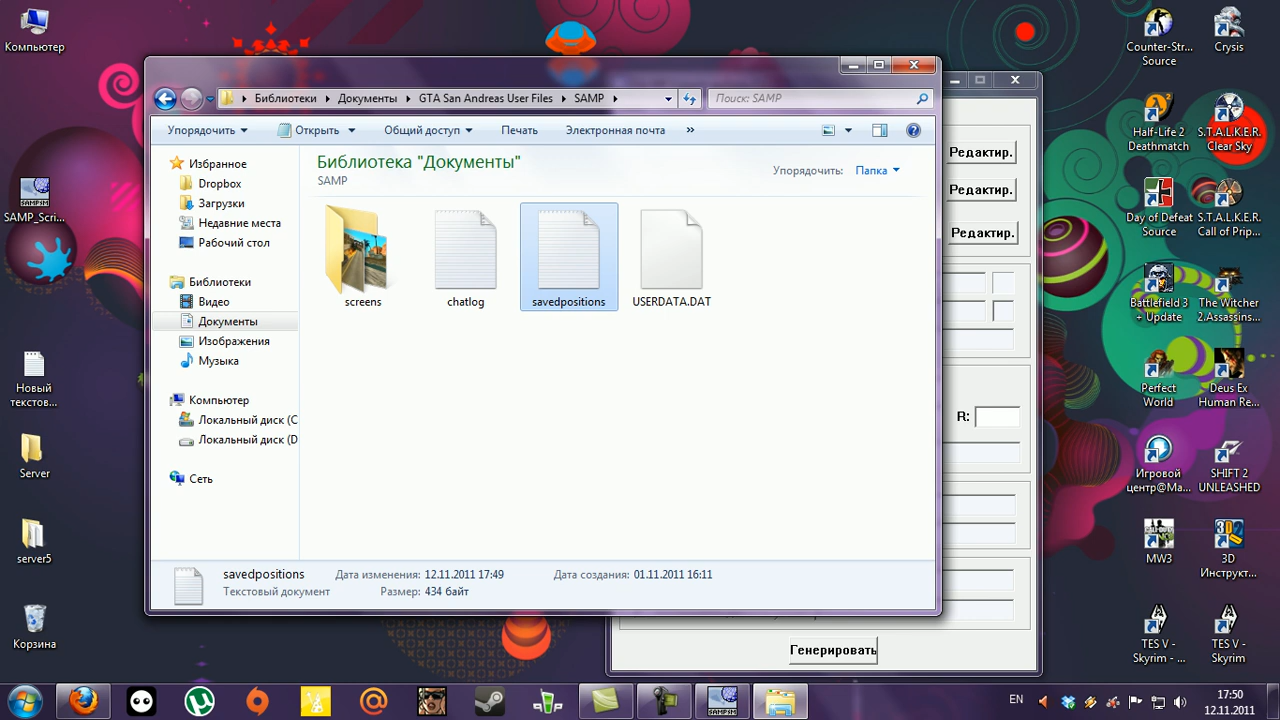 Компьютер
SAMP_Scri...
Новый
текстов...
Server
server5
Корзина
Библиотеки
Документы
GTA San Andreas User Files
SAMP
Поиск: SAMP
Упорядочить
Открыть
Общий доступ
Печать
Электронная почта
»
Избранное
Dropbox
Загрузки
Недавние места
Рабочий стол
Библиотеки
Видео
Документы
Изображения
Музыка
Компьютер
Локальный диск (C
Локальный диск (D
Сеть
Библиотека "Документы"
SAMP
Упорядочить:
Папка
screens
chatlog
savedpositions
USERDATA.DAT
savedpositions
Дата изменения: 12.11.2011 17:49
Дата создания: 01.11.2011 16:11
Текстовый документ
Размер: 434 байт
Редактир.
Редактир.
Редактир.
R:
Генерировать
Counter-Str...
Source
Crysis
Half-Life 2
Deathmatch
S.T.A.L.K.E.R.
Clear Sky
Day of Defeat
Source
S.T.A.L.K.E.R.
Call of Prip...
Battlefield 3
+ Update
The Witcher
2.Assassins...
Perfect
World
Deus Ex
Human Re...
Игровой
центр@Ma...
SHIFT 2
UNLEASHED
MW3
3D
Инструкт...
TES V -
Skyrim - ...
TES V -
Skyrim
EN
17:50
12.11.2011